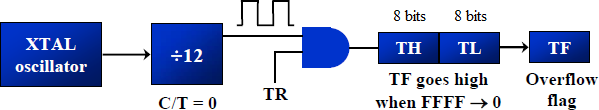 8 bits 8 bits
XTAL
oscillator
÷12
TH TL
TF
TR
C/T = 0
TF goes high
when FFFF → 0
Overflow
flag